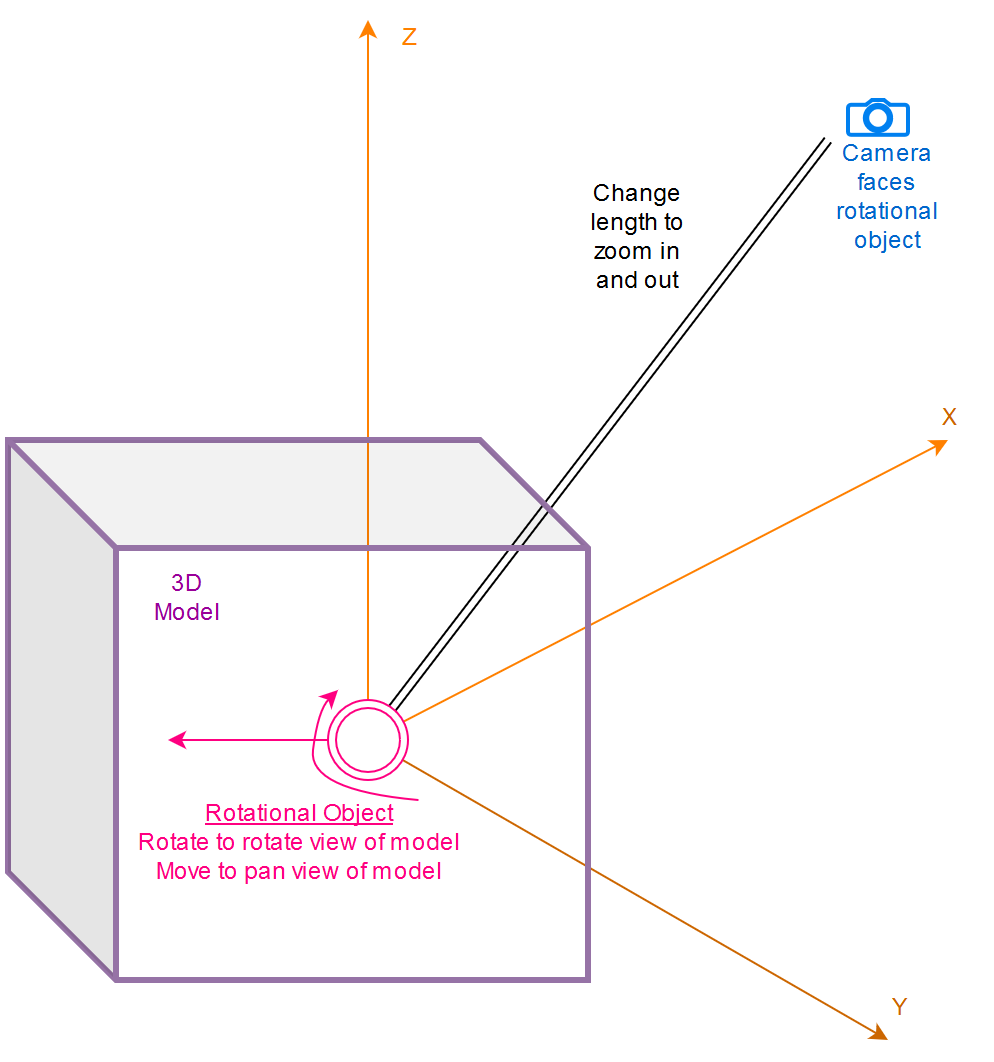 Z
Camera
faces
rotational
object
Change
length to
zoom in
and out
X
3D
Model
Rotational Object
Rotate to rotate view of model
Move to pan view of model
Y